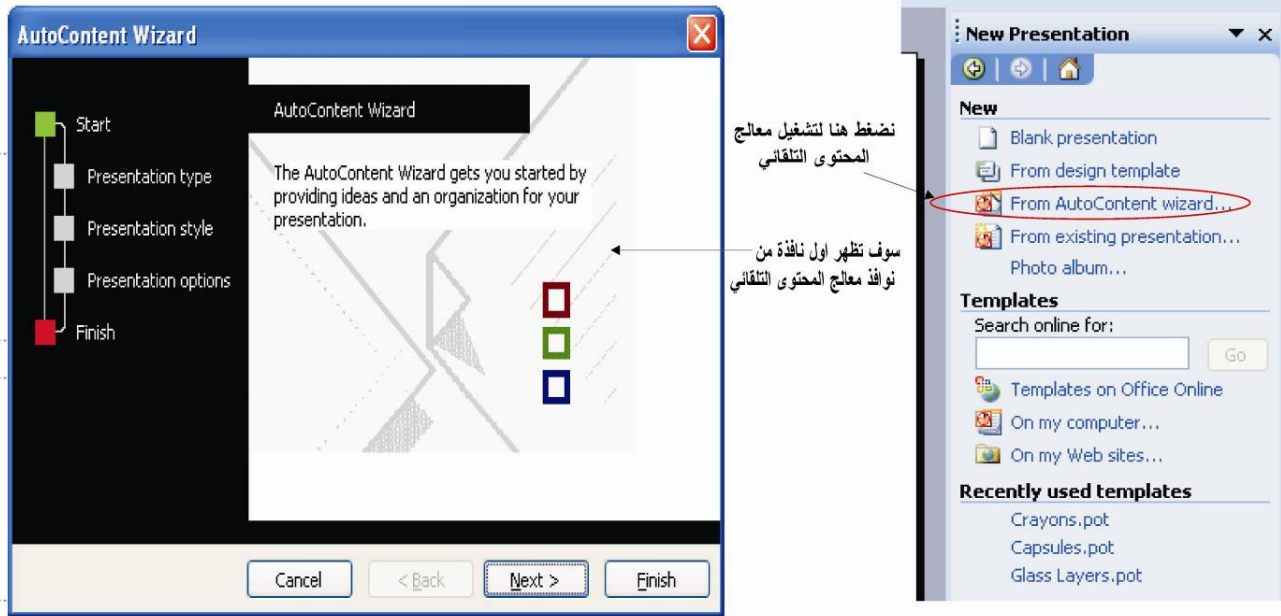 AutoContent Wizard
Start
Presentation type
Presentation style
Presentation options
Finish
AutoContent Wizard
The AutoContent Wizard gets you started by
providing ideas and an organization for your
presentation.
Cancel
< Back
Next >
Finish
نضغط هنا لتشغيل معالج
المحتوى التلقائي
سوف تظهر اول نافذة من
نوافذ معالج المحتوى التلقائي
New Presentation
New
Blank presentation
From design template
From AutoContent wizard...
From existing presentation...
Photo album...
Templates
Search online for:
Go
Templates on Office Online
On my computer...
On my Web sites...
Recently used templates
Crayons.pot
Capsules.pot
Glass Layers.pot